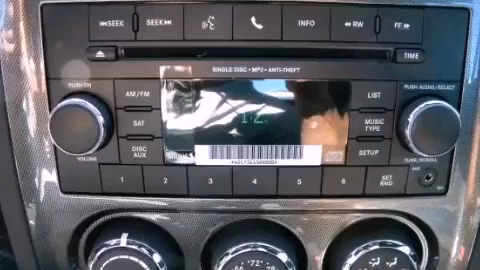 SEEK SEEK INFO RW FF
TIME
SINGLE DISC • MP3 • ANTI-THEFT
PUSH ON
AM/FM
LIST
PUSH AUDIO/SELECT
SAT
MUSIC TYPE
DISC AUX
SETUP
VOLUME
TUNE/SCROLL
1 2 3 4 5 6 SET RND
72